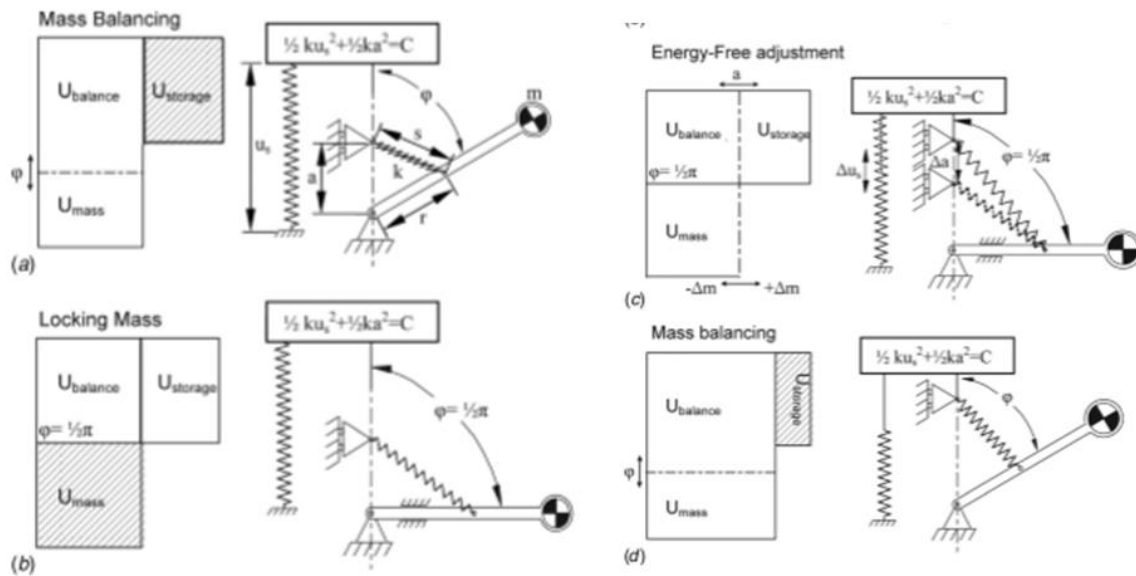 Mass Balancing
½ ku_s²+½ka²=C
U_balance
U_storage
φ
m
u_s
s
φ
a
k
U_mass
r
(a)
Locking Mass
½ ku_s²+½ka²=C
U_balance
U_storage
φ= ½π
φ= ½π
U_mass
(b)
Energy-Free adjustment
a
½ ku_s²+½ka²=C
U_balance
U_storage
Δa
φ= ½π
φ= ½π
Δu_s
U_mass
(c)
-Δm
+Δm
Mass balancing
½ ku_s²+½ka²=C
U_balance
U_storage
φ
φ
U_mass
(d)